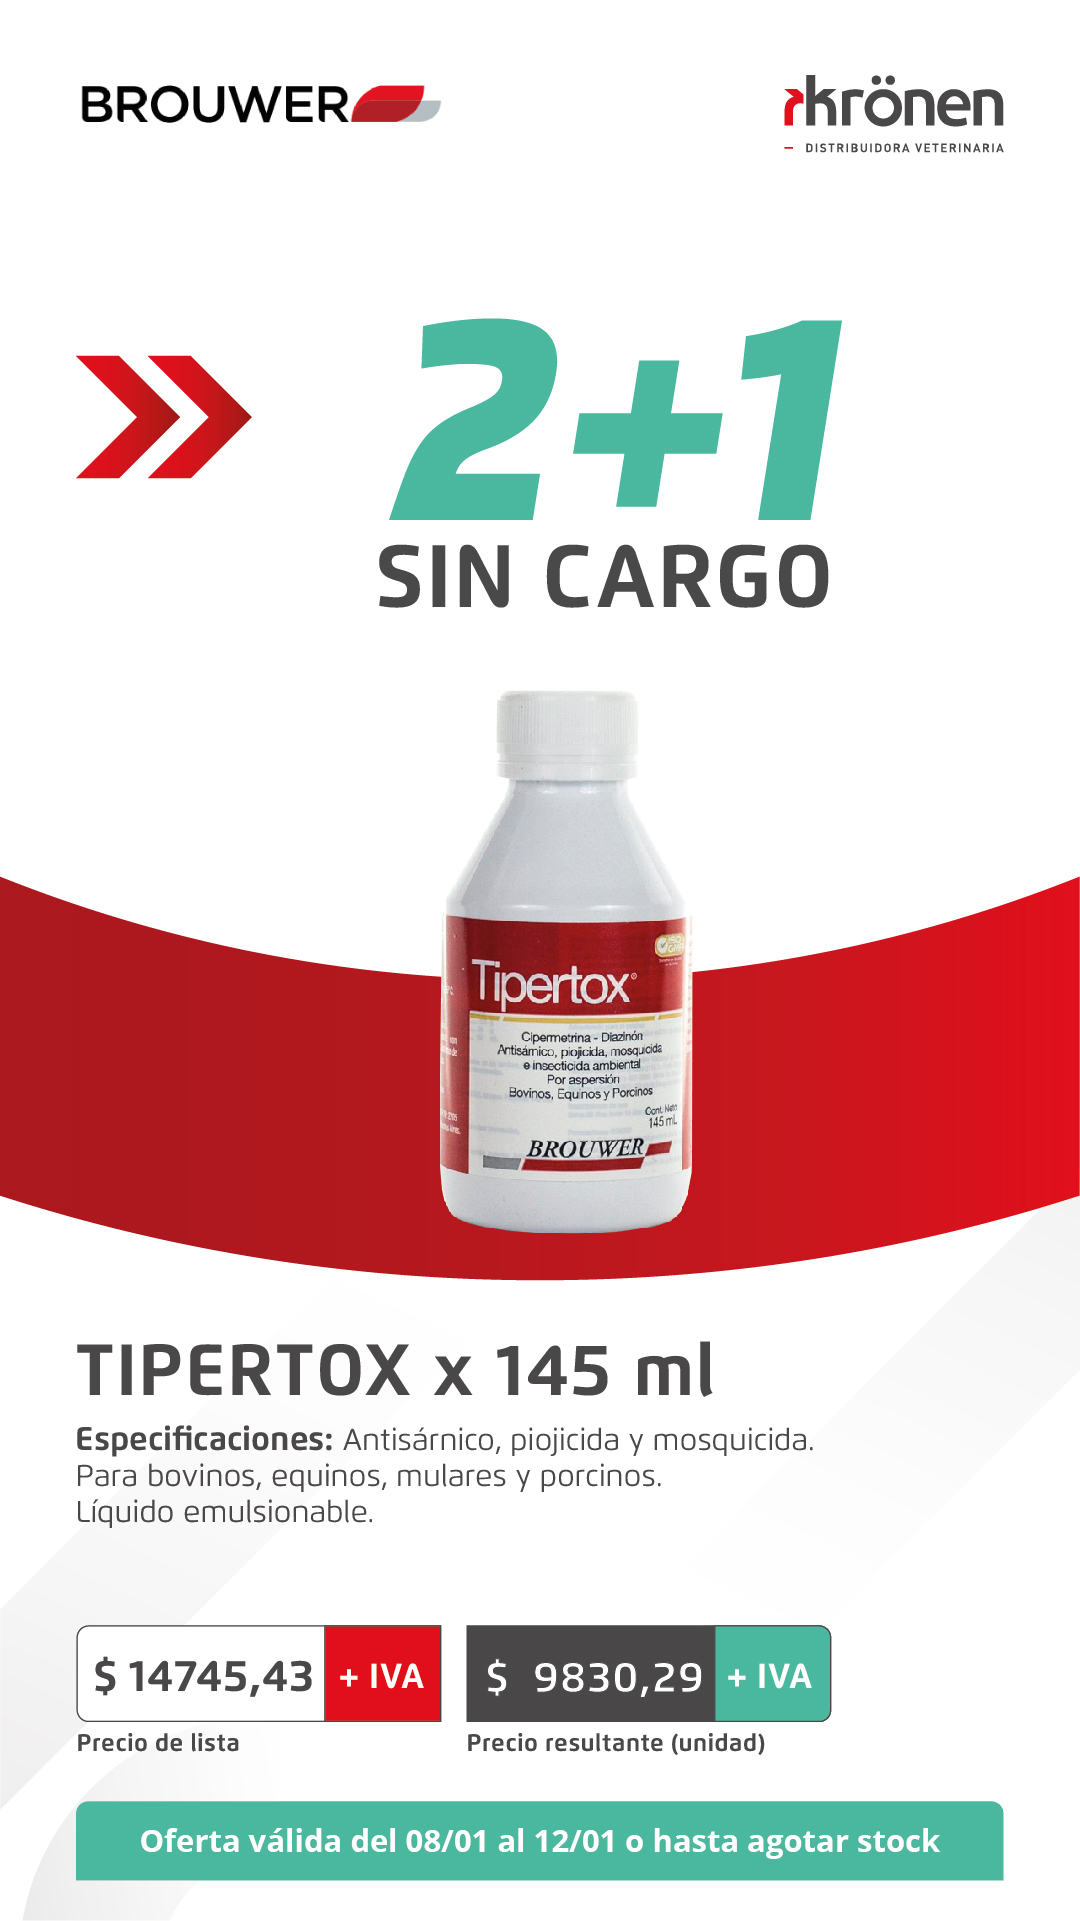 BROUWER
krönen
DISTRIBUIDORA VETERINARIA
2+1
SIN CARGO
Tipertox®
Cipermetrina - Diazinón
Antisárnico, piojicida, mosquicida
e insecticida ambiental
Por aspersión
Bovinos, Equinos y Porcinos
Cont. Neto
145 mL
BROUWER
TIPERTOX x 145 ml
Especificaciones: Antisárnico, piojicida y mosquicida.
Para bovinos, equinos, mulares y porcinos.
Líquido emulsionable.
$ 14745,43 + IVA
Precio de lista
$ 9830,29 + IVA
Precio resultante (unidad)
Oferta válida del 08/01 al 12/01 o hasta agotar stock